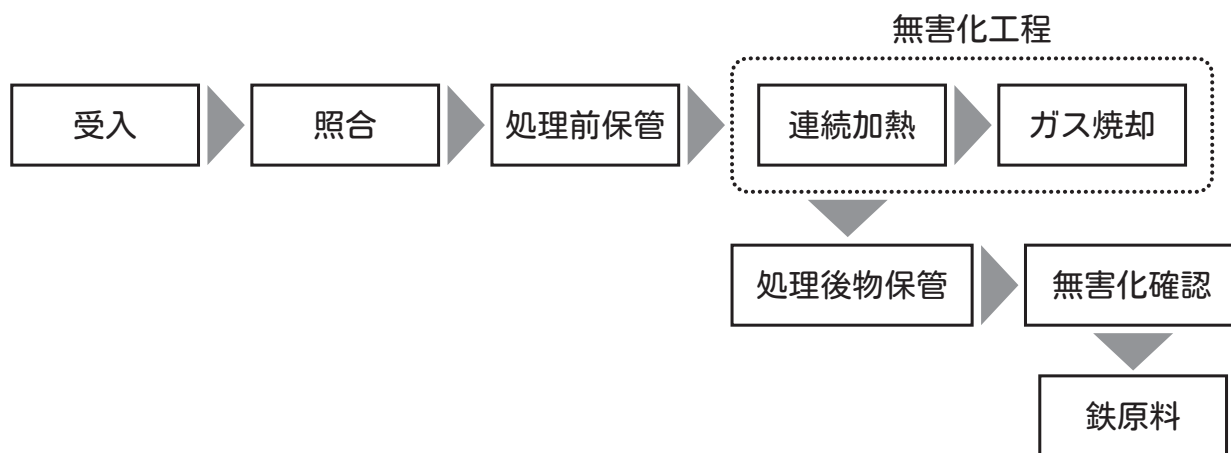 無害化工程
受入
照合
処理前保管
連続加熱
ガス焼却
処理後物保管
無害化確認
鉄原料